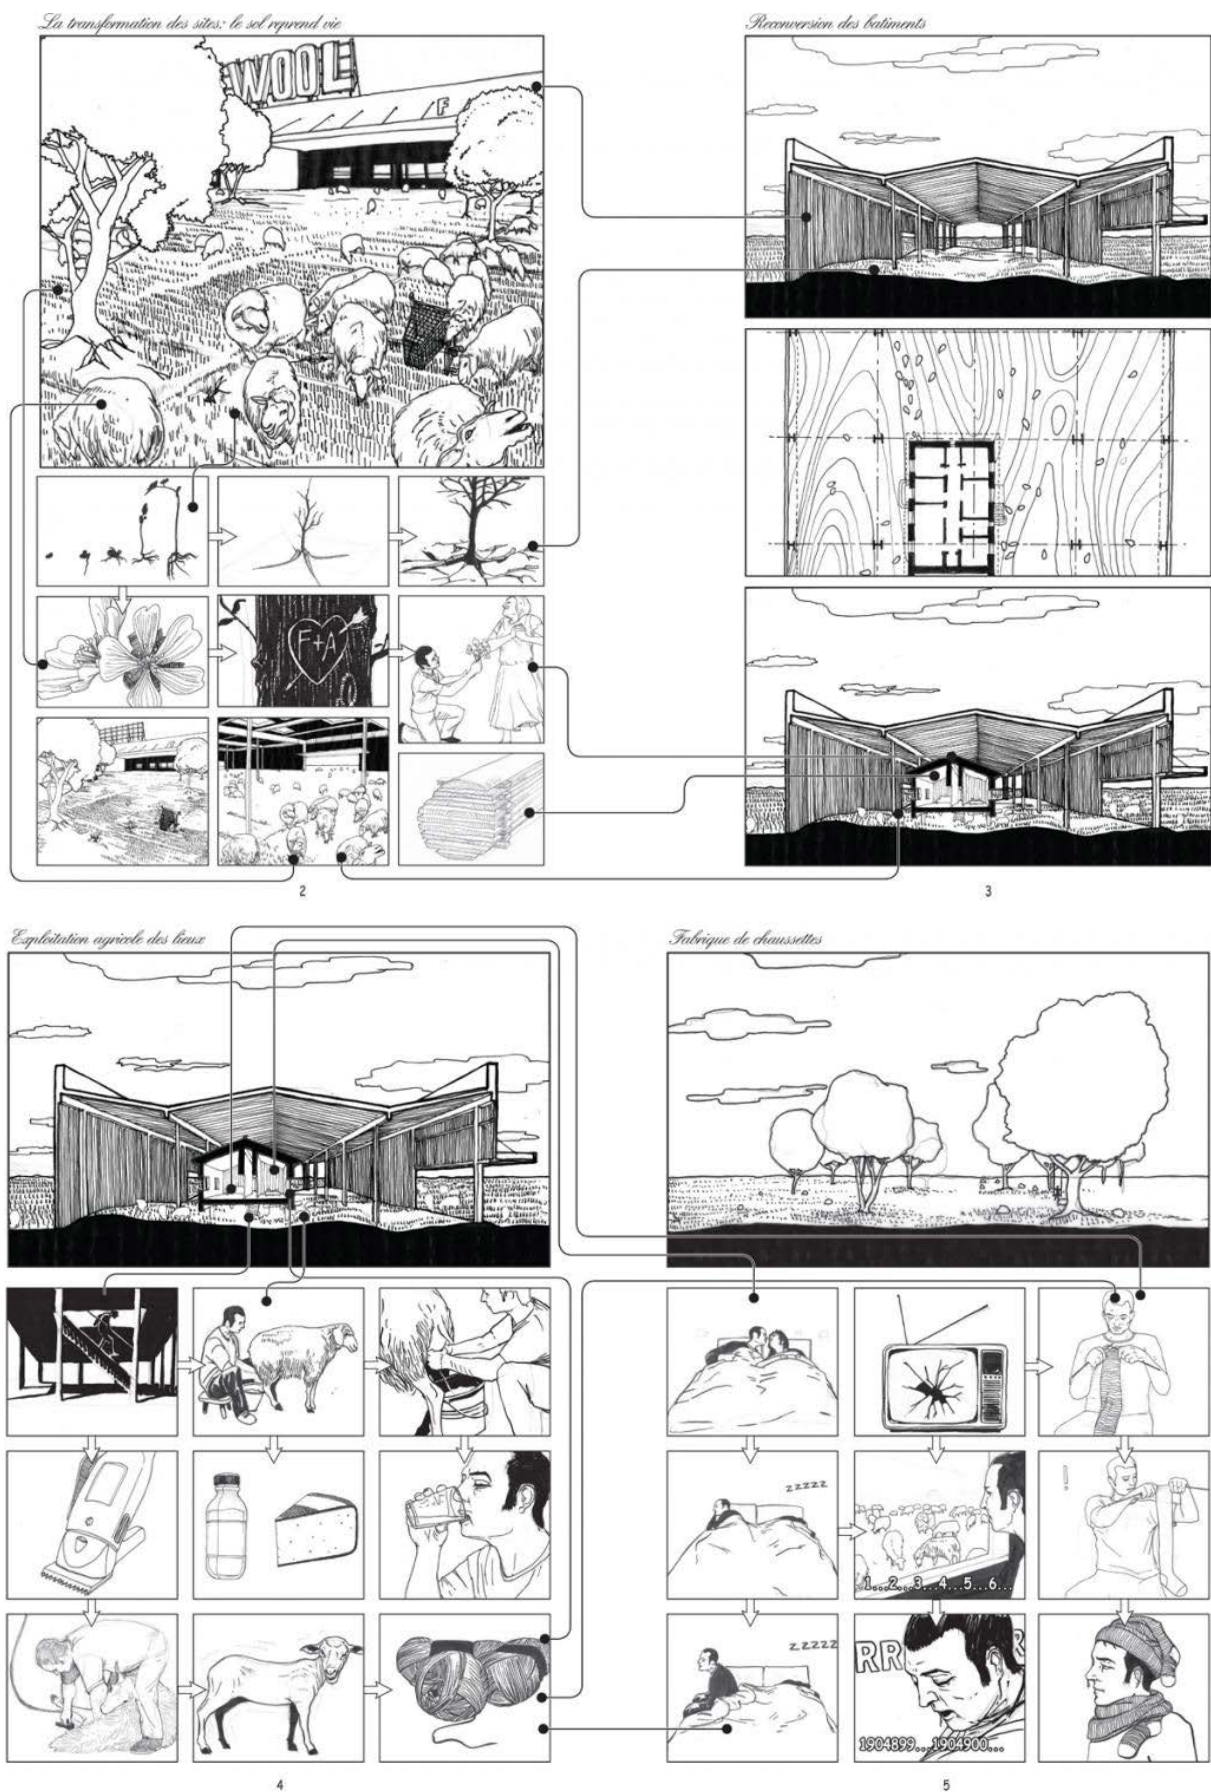 La transformation des sites: le sol reprend vie
Reconversion des batiments
WOOL
F
F+A
2
3
Exploitation agricole des lieux
Fabrique de chaussettes
zzzzz
!
1...2...3...4...5...6...
zzzzz
RR
R
1904899...1904900...
4
5